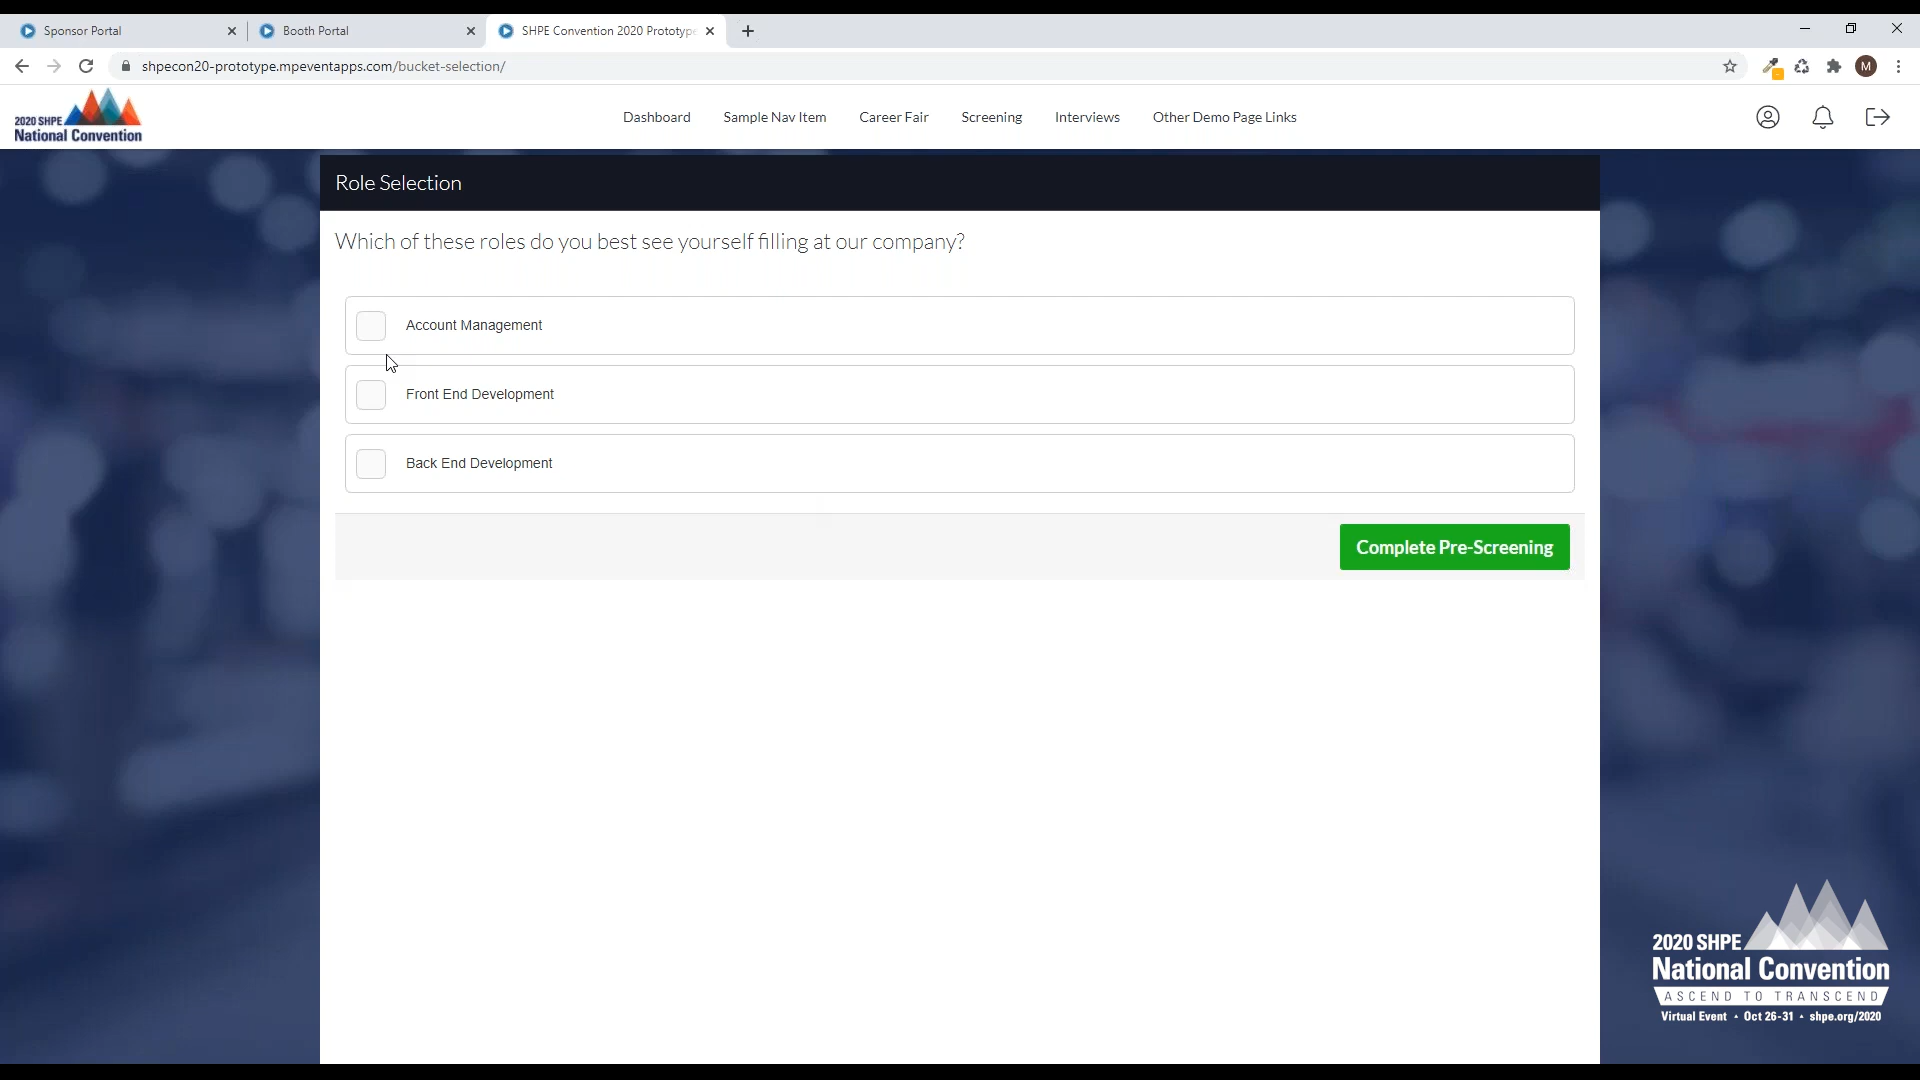 Sponsor Portal
Booth Portal
SHPE Convention 2020 Prototype
shpecon20-prototype.mpeventapps.com/bucket-selection/
M
2020 SHPE
National Convention
Dashboard
Sample Nav Item
Career Fair
Screening
Interviews
Other Demo Page Links
Role Selection
Which of these roles do you best see yourself filling at our company?
Account Management
Front End Development
Back End Development
Complete Pre-Screening
2020 SHPE
National Convention
ASCEND TO TRANSCEND
Virtual Event • Oct 26-31 • shpe.org/2020